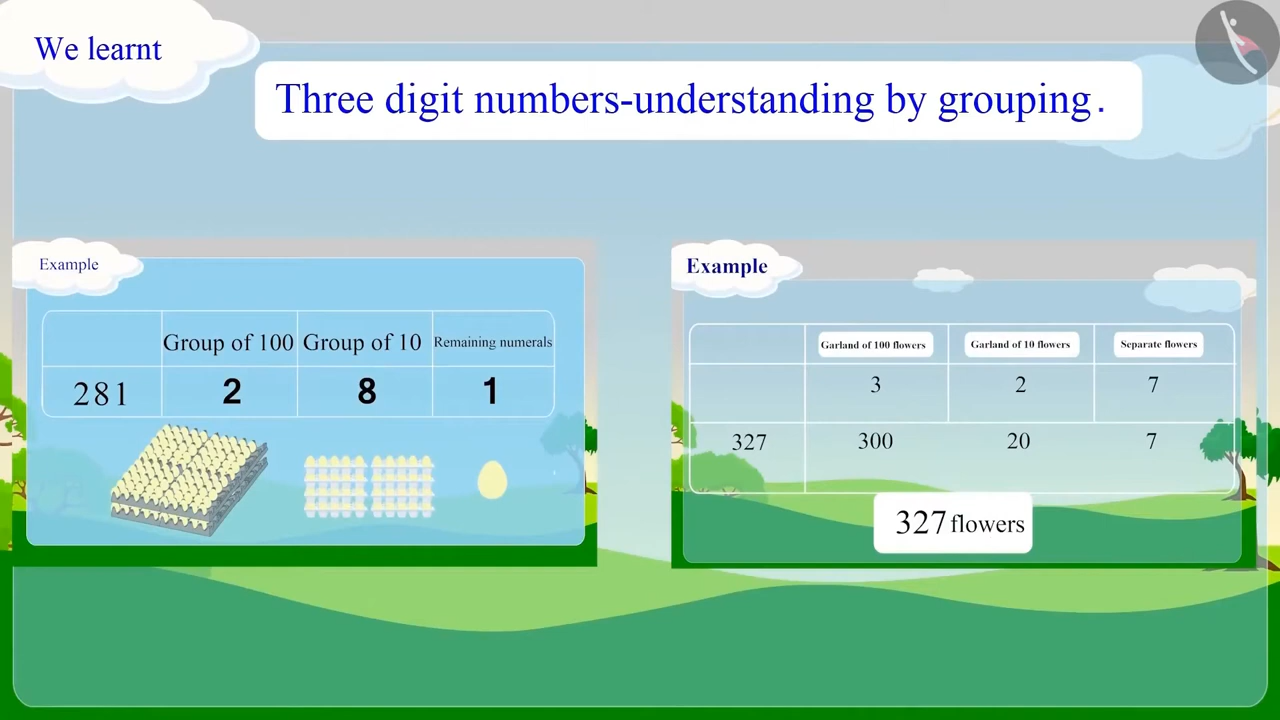 We learnt
Three digit numbers-understanding by grouping.
Example
Group of 100 Group of 10 Remaining numerals
281 2 8 1
Example
Garland of 100 flowers Garland of 10 flowers Separate flowers
3 2 7
327 300 20 7
327 flowers